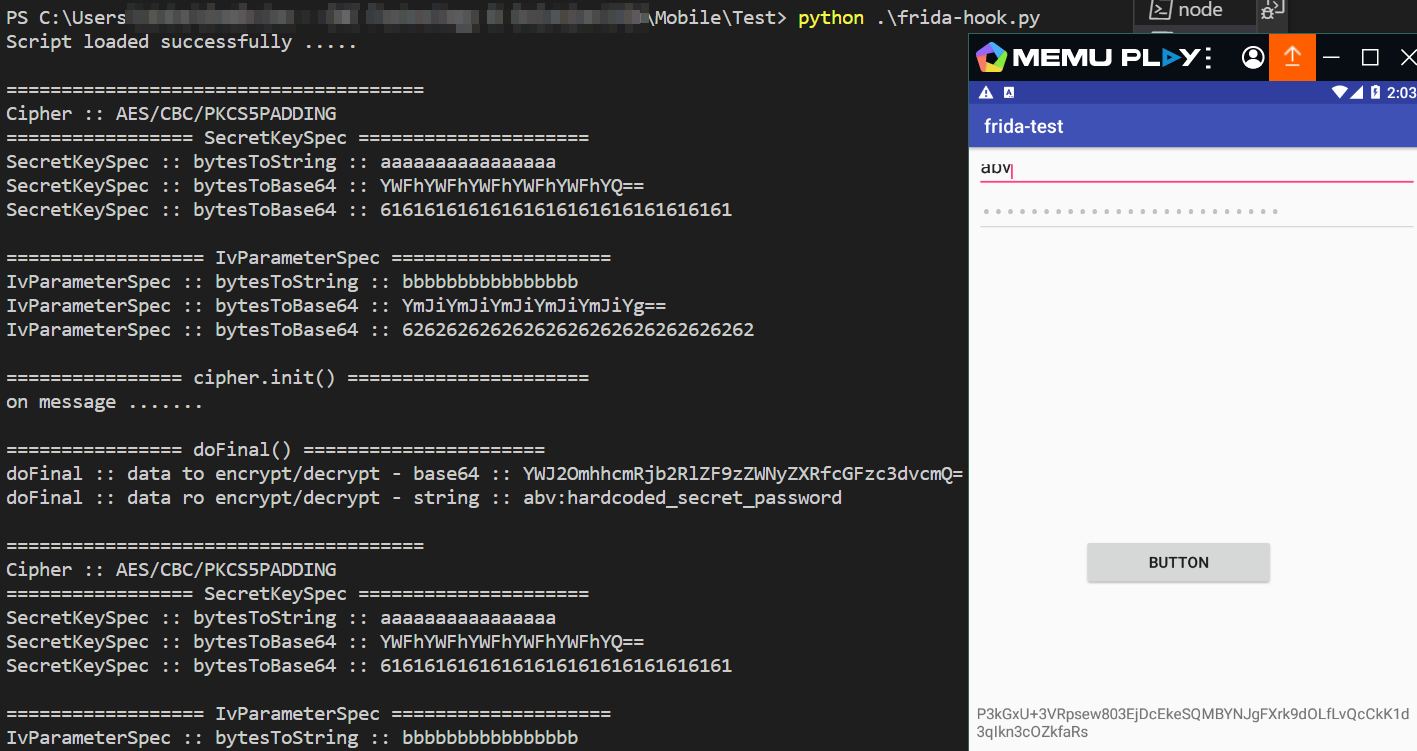 PS C:\Users \Mobile\Test> python .\frida-hook.py
Script loaded successfully .....
======================================
Cipher :: AES/CBC/PKCS5PADDING
================= SecretKeySpec =====================
SecretKeySpec :: bytesToString :: aaaaaaaaaaaaaaaa
SecretKeySpec :: bytesToBase64 :: YWFhYWFhYWFhYWFhYWFhYQ==
SecretKeySpec :: bytesToBase64 :: 61616161616161616161616161616161
================== IvParameterSpec ====================
IvParameterSpec :: bytesToString :: bbbbbbbbbbbbbbbb
IvParameterSpec :: bytesToBase64 :: YmJiYmJiYmJiYmJiYmJiYg==
IvParameterSpec :: bytesToBase64 :: 62626262626262626262626262626262
================ cipher.init() ======================
on message .......
================ doFinal() ======================
doFinal :: data to encrypt/decrypt - base64 :: YWJ2OmhhcmRjb2RlZF9zZWNyZXRfcGFzc3dvcmQ=
doFinal :: data ro encrypt/decrypt - string :: abv:hardcoded_secret_password
======================================
Cipher :: AES/CBC/PKCS5PADDING
================= SecretKeySpec =====================
SecretKeySpec :: bytesToString :: aaaaaaaaaaaaaaaa
SecretKeySpec :: bytesToBase64 :: YWFhYWFhYWFhYWFhYWFhYQ==
SecretKeySpec :: bytesToBase64 :: 61616161616161616161616161616161
================== IvParameterSpec ====================
IvParameterSpec :: bytesToString :: bbbbbbbbbbbbbbbb
node
MEMU PLAY
2:03
frida-test
abv
BUTTON
P3kGxU+3VRpsew803EjDcEkeSQMBYNJgFXrk9dOLfLvQcCkK1d
3qIkn3cOZkfaRs